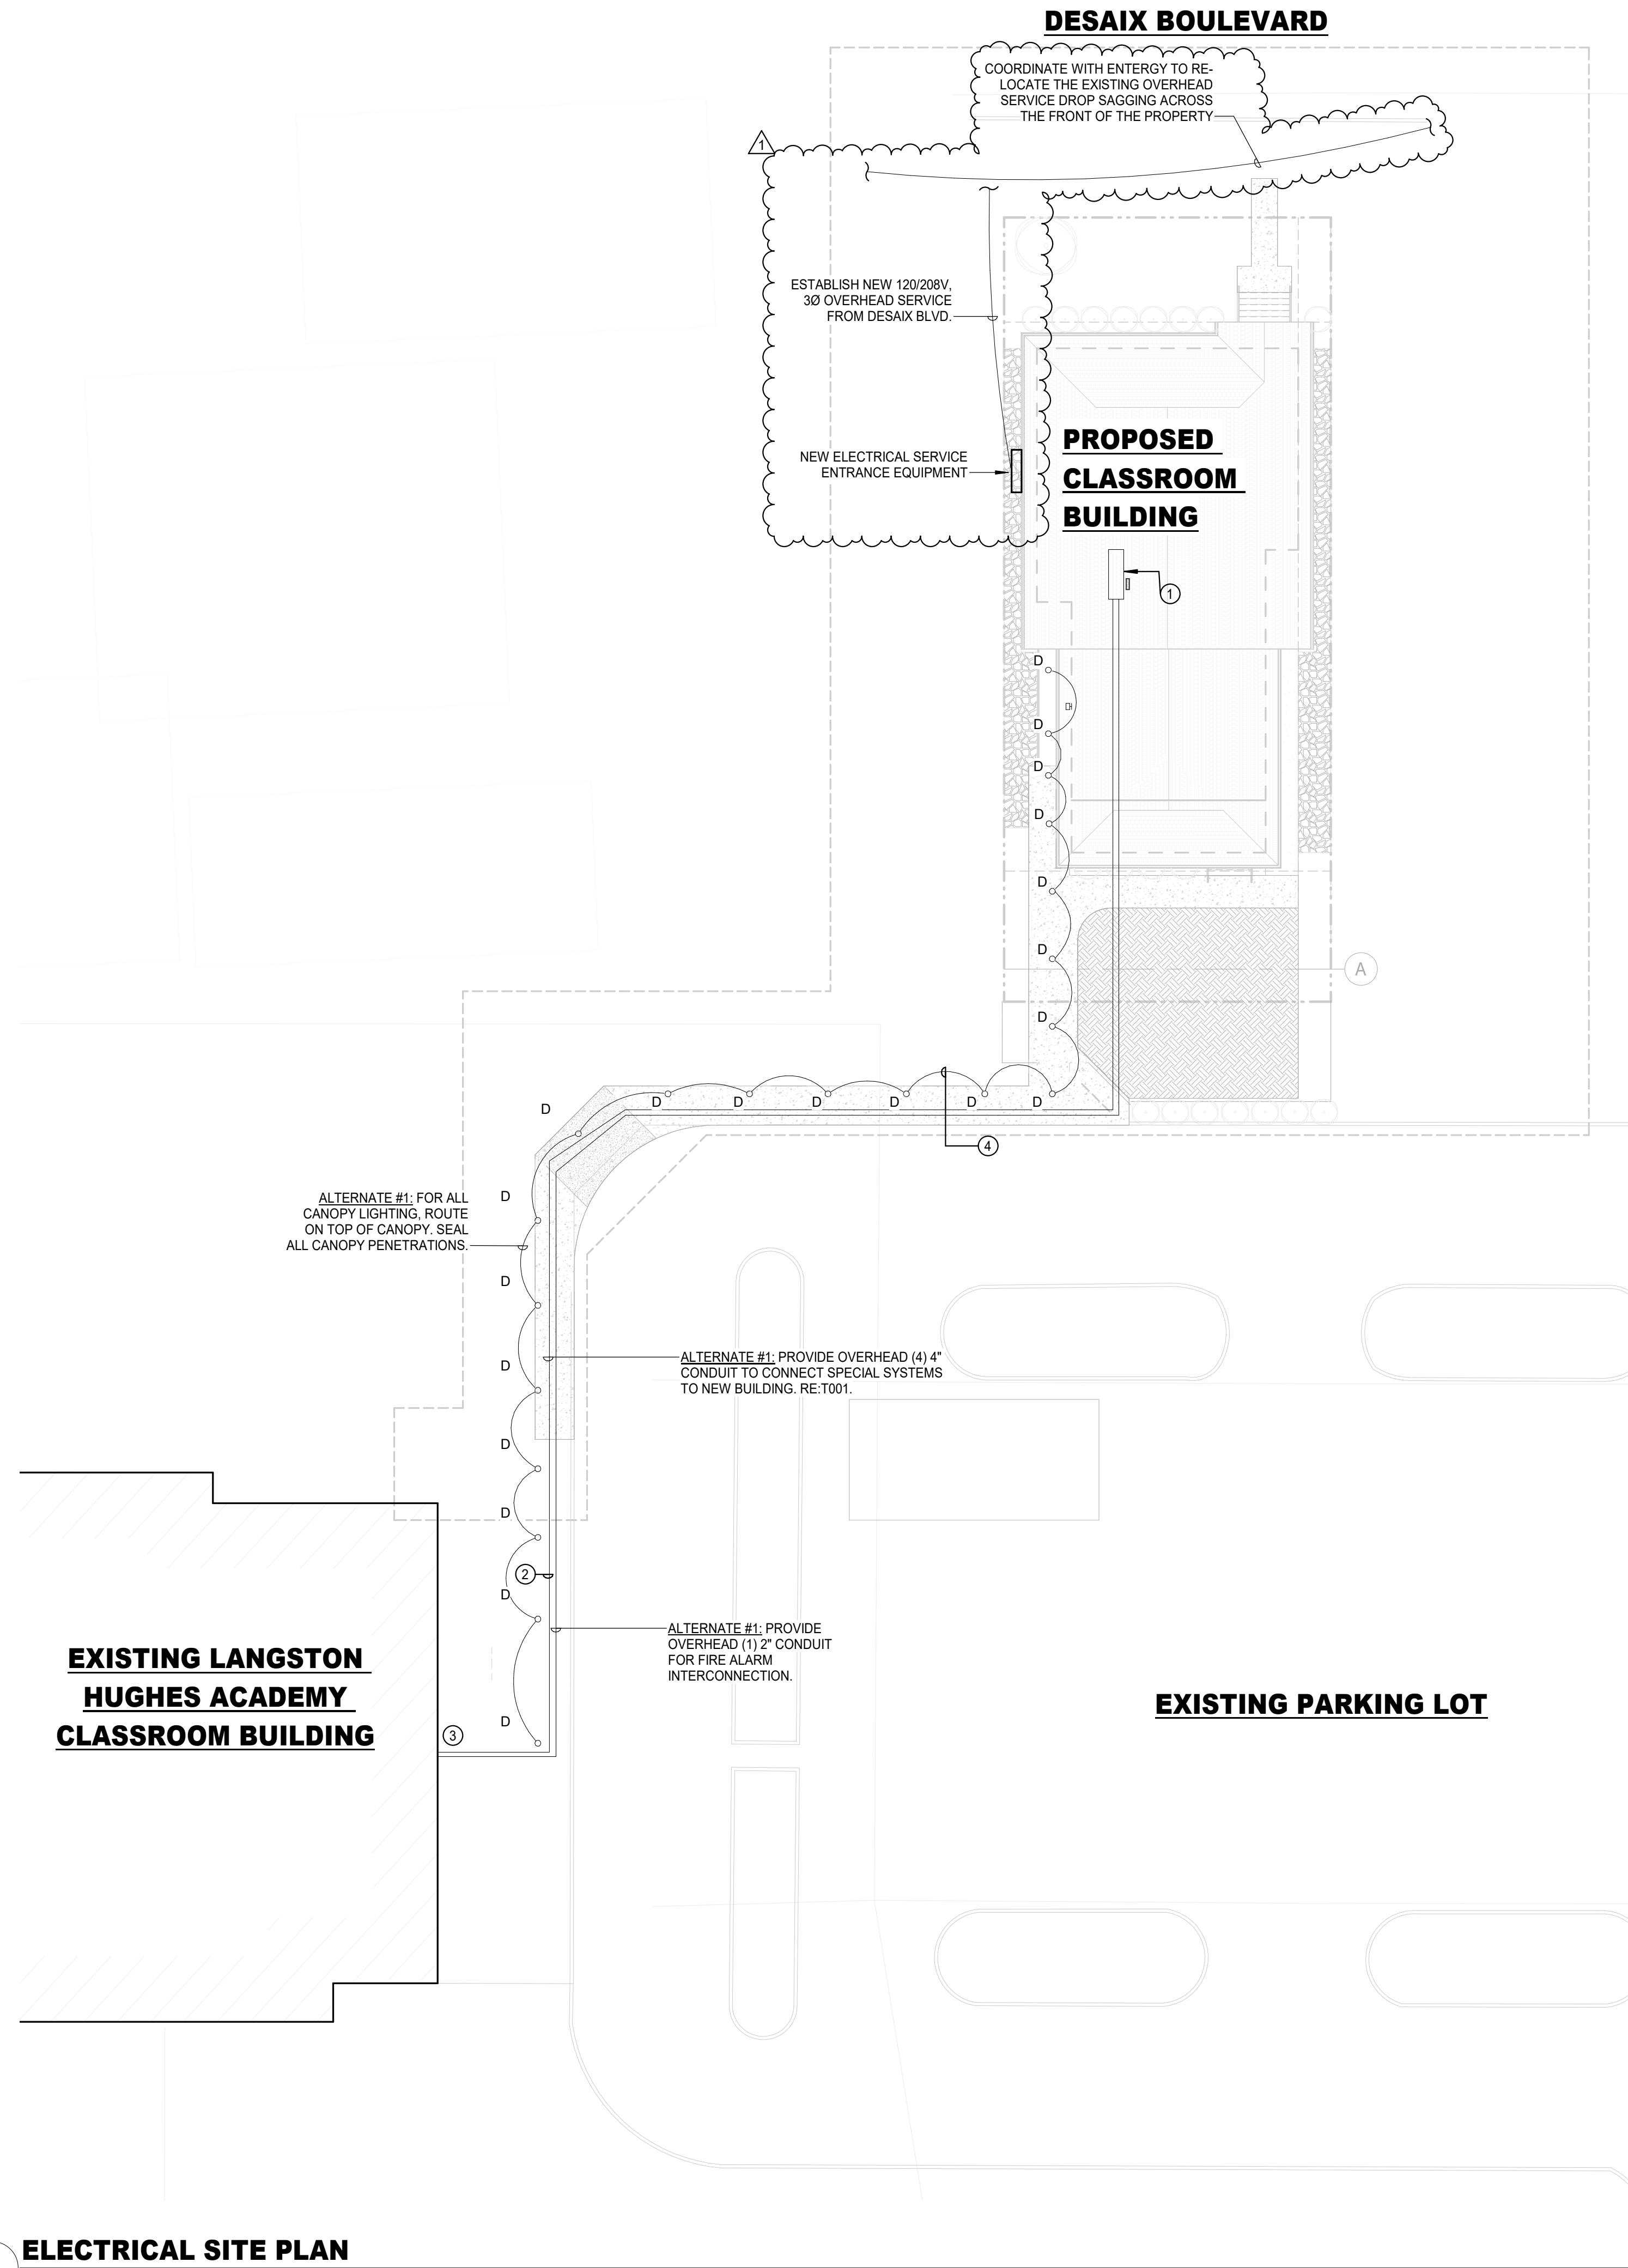 DESAIX BOULEVARD
COORDINATE WITH ENTERGY TO RE-
LOCATE THE EXISTING OVERHEAD
SERVICE DROP SAGGING ACROSS
THE FRONT OF THE PROPERTY
1
ESTABLISH NEW 120/208V,
3Ø OVERHEAD SERVICE
FROM DESAIX BLVD.
NEW ELECTRICAL SERVICE
ENTRANCE EQUIPMENT
PROPOSED
CLASSROOM
BUILDING
1
D
D
D
D
D
D
A
D
D
D
D
D
D
D
D
4
D
ALTERNATE #1: FOR ALL
CANOPY LIGHTING, ROUTE
ON TOP OF CANOPY. SEAL
ALL CANOPY PENETRATIONS.
D
D
ALTERNATE #1: PROVIDE OVERHEAD (4) 4"
CONDUIT TO CONNECT SPECIAL SYSTEMS
TO NEW BUILDING. RE:T001.
D
D
D
2
D
ALTERNATE #1: PROVIDE
OVERHEAD (1) 2" CONDUIT
FOR FIRE ALARM
INTERCONNECTION.
EXISTING LANGSTON
HUGHES ACADEMY
CLASSROOM BUILDING
D
3
EXISTING PARKING LOT
ELECTRICAL SITE PLAN